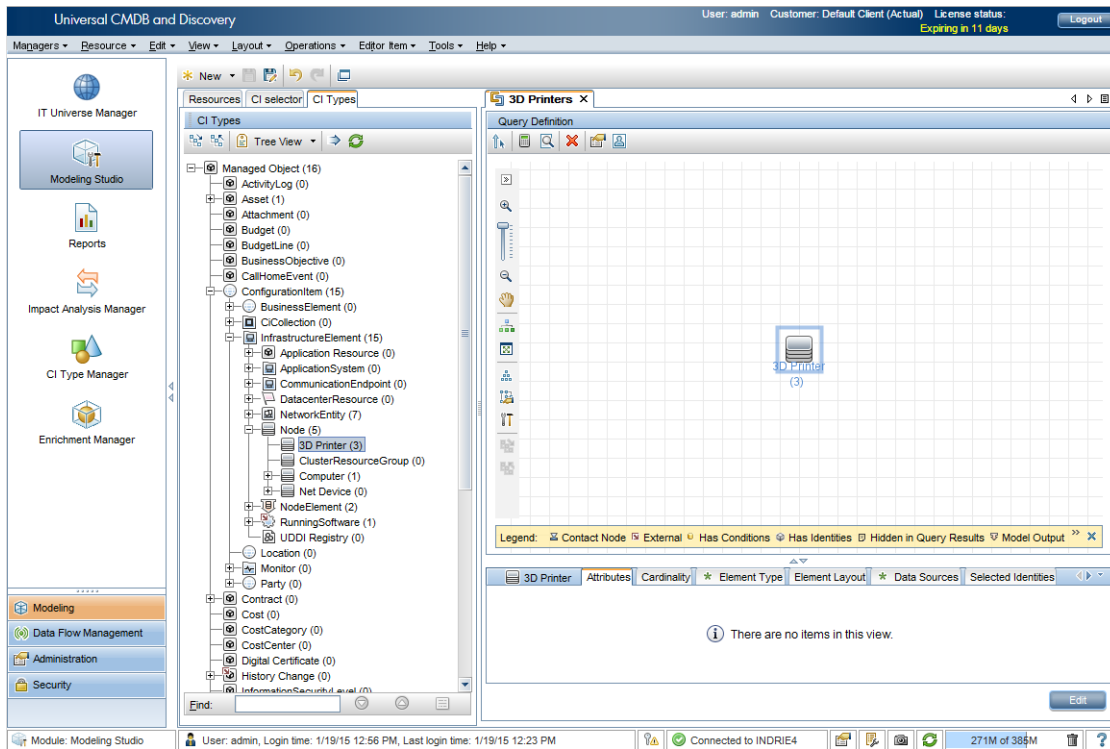 Universal CMDB and Discovery
User: admin Customer: Default Client (Actual) License status:
Expiring in 11 days
Logout
Managers Resource Edit View Layout Operations Editor Item Tools Help
New
IT Universe Manager
Modeling Studio
Reports
Impact Analysis Manager
CI Type Manager
Enrichment Manager
Modeling
Data Flow Management
Administration
Security
Resources CI selector CI Types
CI Types
Tree View
Managed Object (16)
ActivityLog (0)
Asset (1)
Attachment (0)
Budget (0)
BudgetLine (0)
BusinessObjective (0)
CallHomeEvent (0)
ConfigurationItem (15)
BusinessElement (0)
CiCollection (0)
InfrastructureElement (15)
Application Resource (0)
ApplicationSystem (0)
CommunicationEndpoint (0)
DatacenterResource (0)
NetworkEntity (7)
Node (5)
3D Printer (3)
ClusterResourceGroup (0)
Computer (1)
Net Device (0)
NodeElement (2)
RunningSoftware (1)
UDDI Registry (0)
Location (0)
Monitor (0)
Party (0)
Contract (0)
Cost (0)
CostCategory (0)
CostCenter (0)
Digital Certificate (0)
History Change (0)
InformationSecurityLevel (0)
Find:
3D Printers
Query Definition
3D Printer
(3)
Legend: Contact Node External Has Conditions Has Identities Hidden in Query Results Model Output
3D Printer Attributes Cardinality * Element Type Element Layout * Data Sources Selected Identities
There are no items in this view.
Edit
Module: Modeling Studio
User: admin, Login time: 1/19/15 12:56 PM, Last login time: 1/19/15 12:23 PM
Connected to INDRIE4
271M of 385M